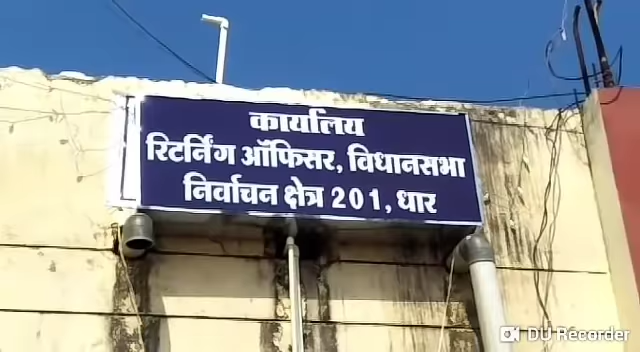 कार्यालय
रिटर्निंग ऑफिसर, विधानसभा
निर्वाचन क्षेत्र 201, धार
DU Recorder